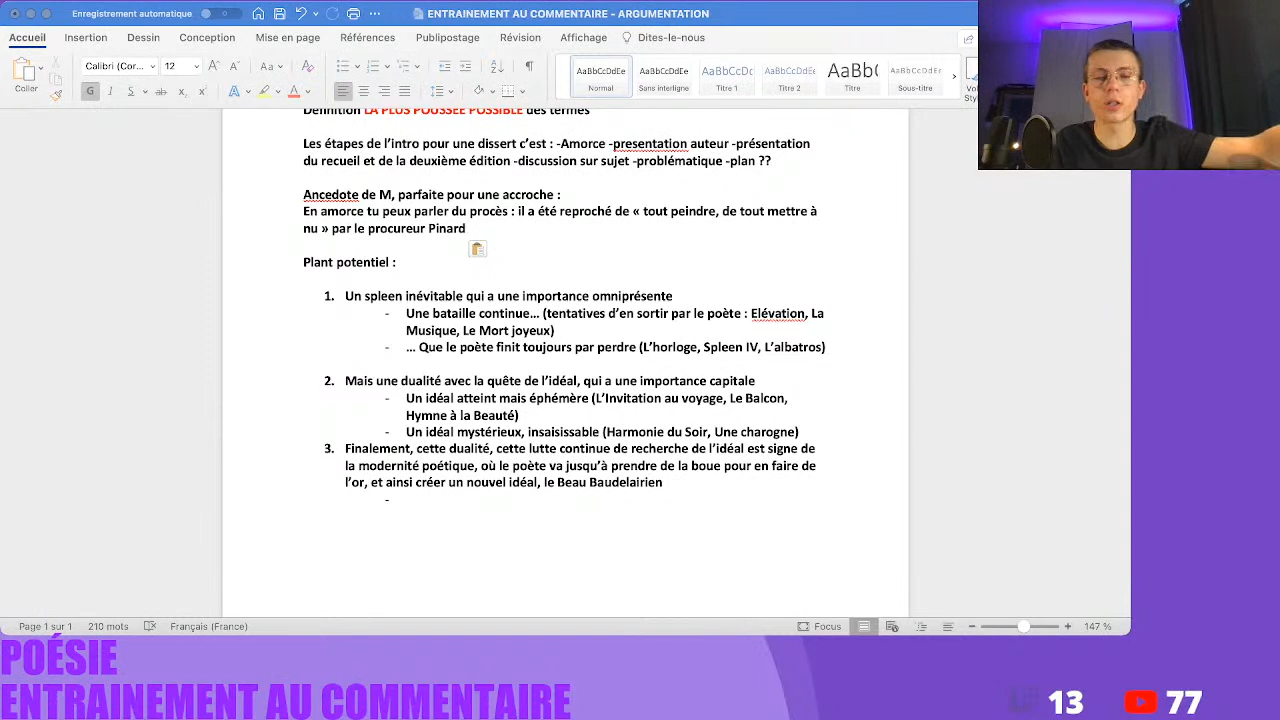 Enregistrement automatique
ENTRAINEMENT AU COMMENTAIRE - ARGUMENTATION
Accueil Insertion Dessin Conception Mise en page Références Publipostage Révision Affichage Dites-le-nous
Coller
Calibri (Cor... 12
AaBbCcDdEe AaBbCcDdEe AaBbCcDc AaBbCcDdEe AaBb( AaBbCcDdEe
Normal Sans interligne Titre 1 Titre 2 Titre Sous-titre
Définition LA PLUS POUSSEE POSSIBLE des termes
Les étapes de l’intro pour une dissert c’est : -Amorce -presentation auteur -présentation
du recueil et de la deuxième édition -discussion sur sujet -problématique -plan ??
Ancedote de M, parfaite pour une accroche :
En amorce tu peux parler du procès : il a été reproché de « tout peindre, de tout mettre à
nu » par le procureur Pinard
Plant potentiel :
1. Un spleen inévitable qui a une importance omniprésente
- Une bataille continue… (tentatives d’en sortir par le poète : Elévation, La
Musique, Le Mort joyeux)
- … Que le poète finit toujours par perdre (L’horloge, Spleen IV, L’albatros)
2. Mais une dualité avec la quête de l’idéal, qui a une importance capitale
- Un idéal atteint mais éphémère (L’Invitation au voyage, Le Balcon,
Hymne à la Beauté)
- Un idéal mystérieux, insaisissable (Harmonie du Soir, Une charogne)
3. Finalement, cette dualité, cette lutte continue de recherche de l’idéal est signe de
la modernité poétique, où le poète va jusqu’à prendre de la boue pour en faire de
l’or, et ainsi créer un nouvel idéal, le Beau Baudelairien
-
Page 1 sur 1 210 mots Français (France) Focus 147 %
POÉSIE
ENTRAINEMENT AU COMMENTAIRE
13 77